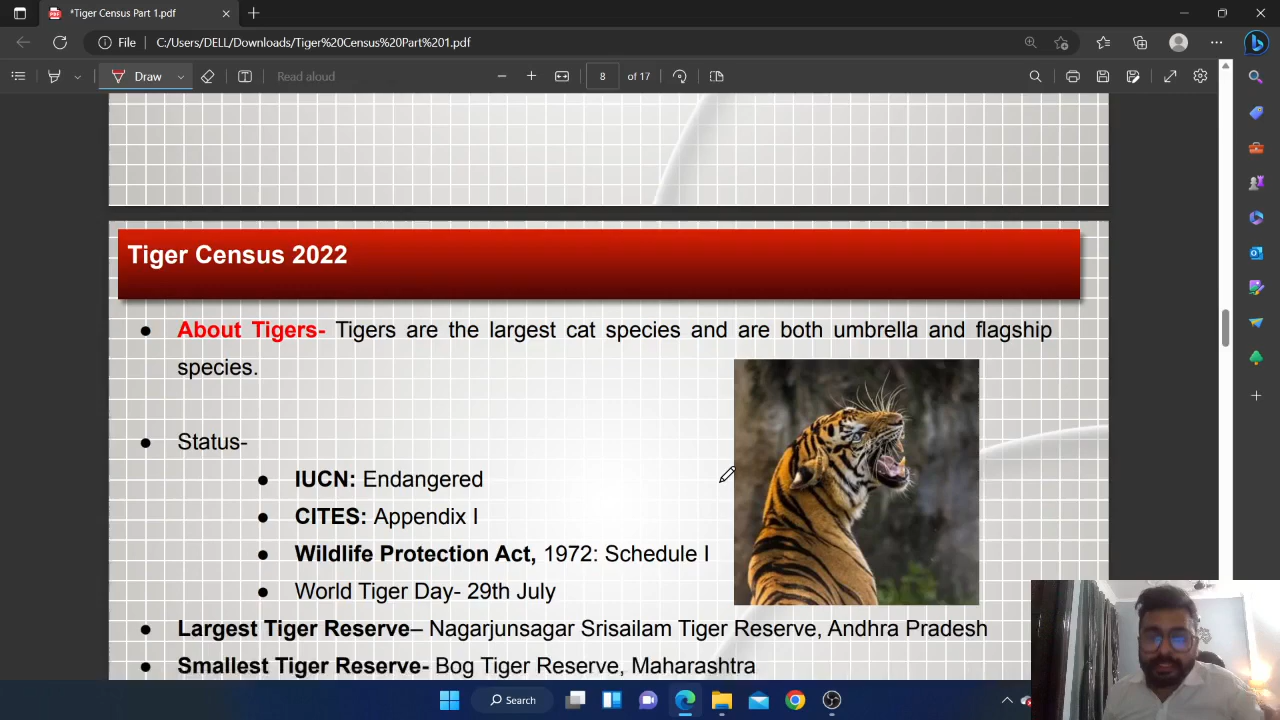 *Tiger Census Part 1.pdf
File C:/Users/DELL/Downloads/Tiger%20Census%20Part%201.pdf
Draw Read aloud 8 of 17
Tiger Census 2022
● About Tigers- Tigers are the largest cat species and are both umbrella and flagship
species.
● Status-
● IUCN: Endangered
● CITES: Appendix I
● Wildlife Protection Act, 1972: Schedule I
● World Tiger Day- 29th July
● Largest Tiger Reserve– Nagarjunsagar Srisailam Tiger Reserve, Andhra Pradesh
● Smallest Tiger Reserve- Bog Tiger Reserve, Maharashtra
Search